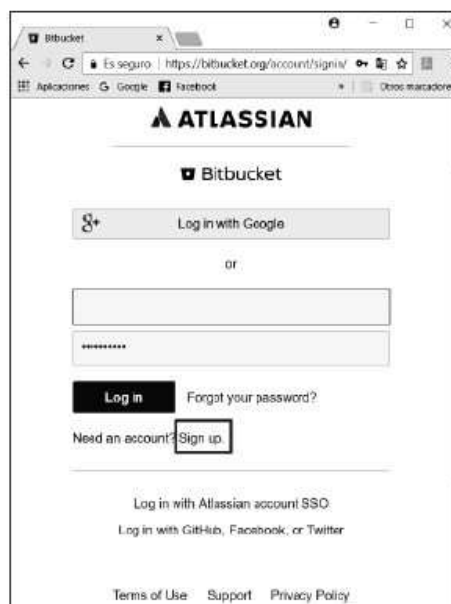 Bitbucket
Es seguro | https://bitbucket.org/account/signin/
Aplicaciones G Google Facebook » Otros marcadores
ATLASSIAN
Bitbucket
g+ Log in with Google
or
••••••••••
Log in Forgot your password?
Need an account? Sign up.
Log in with Atlassian account SSO
Log in with GitHub, Facebook, or Twitter
Terms of Use Support Privacy Policy